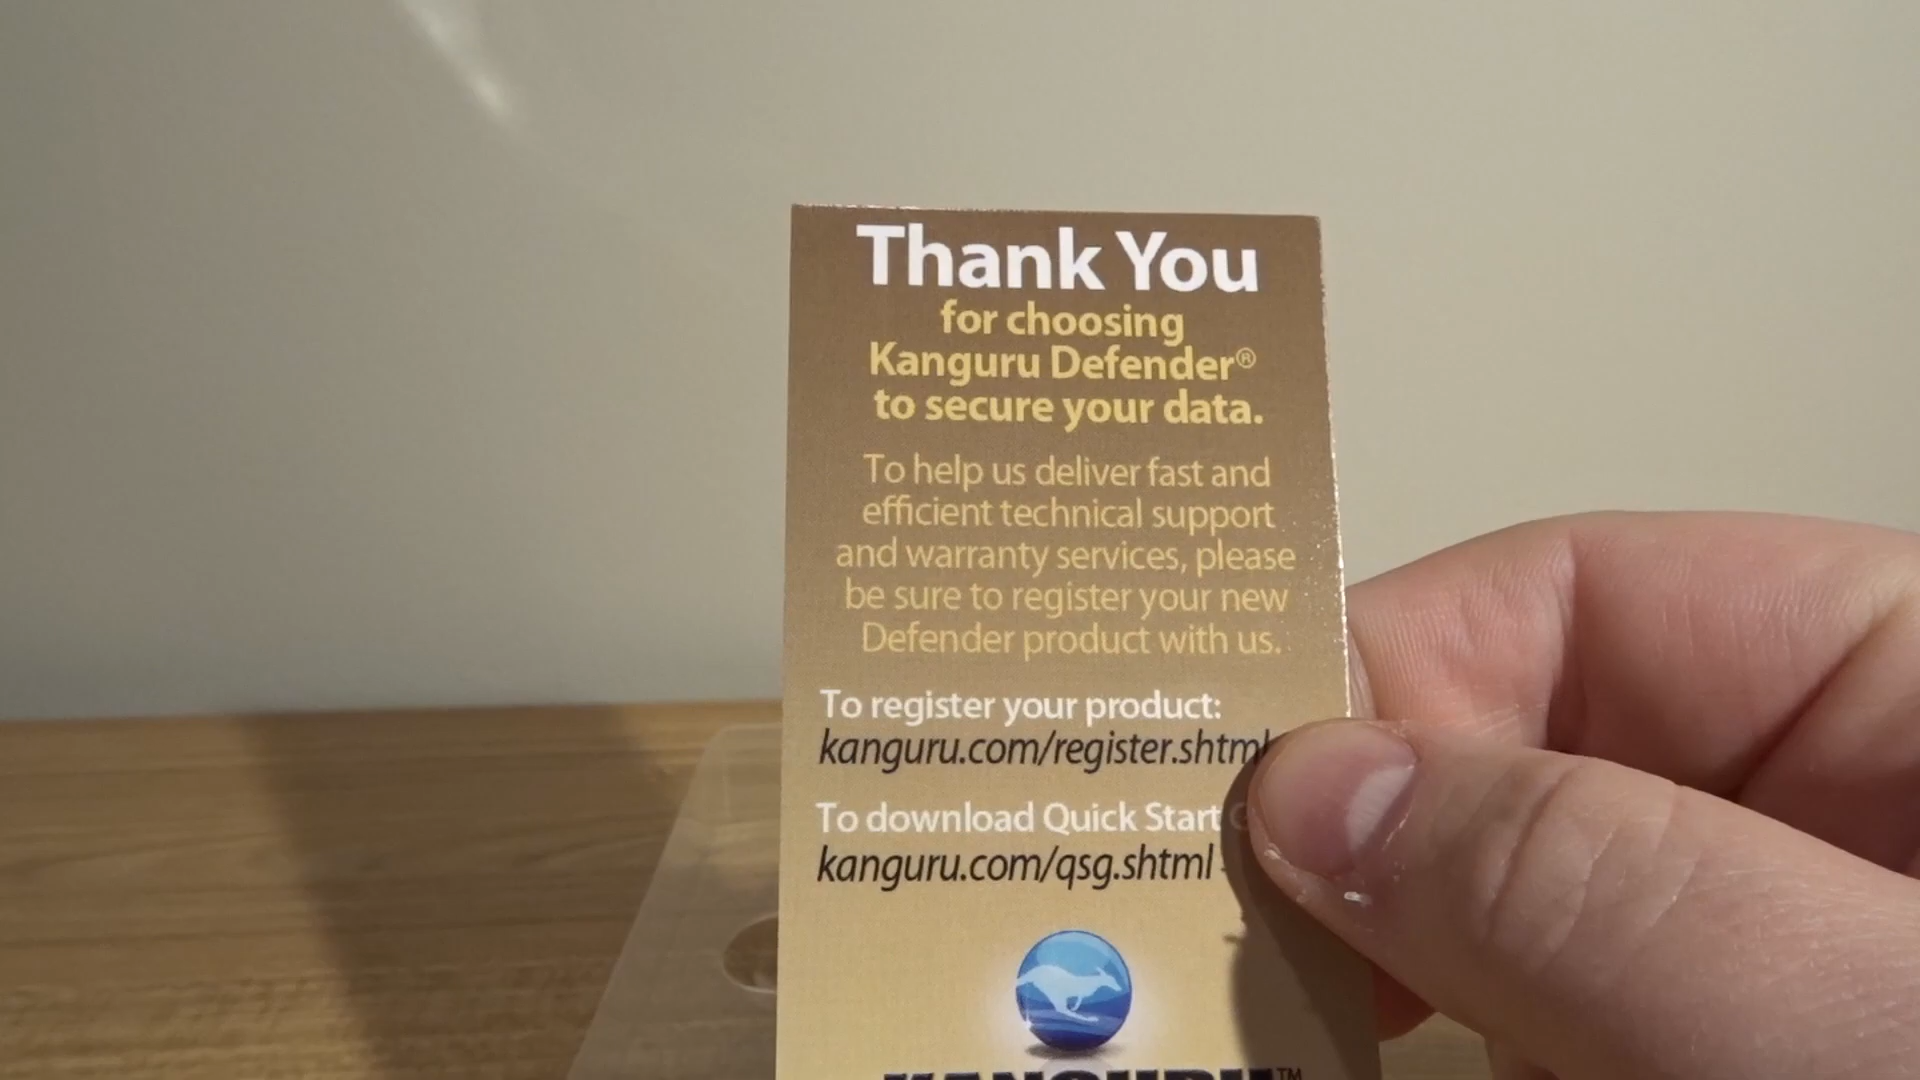 Thank You
for choosing
Kanguru Defender®
to secure your data.
To help us deliver fast and
efficient technical support
and warranty services, please
be sure to register your new
Defender product with us.
To register your product:
kanguru.com/register.shtml
To download Quick Start
kanguru.com/qsg.shtml
KANGURU™